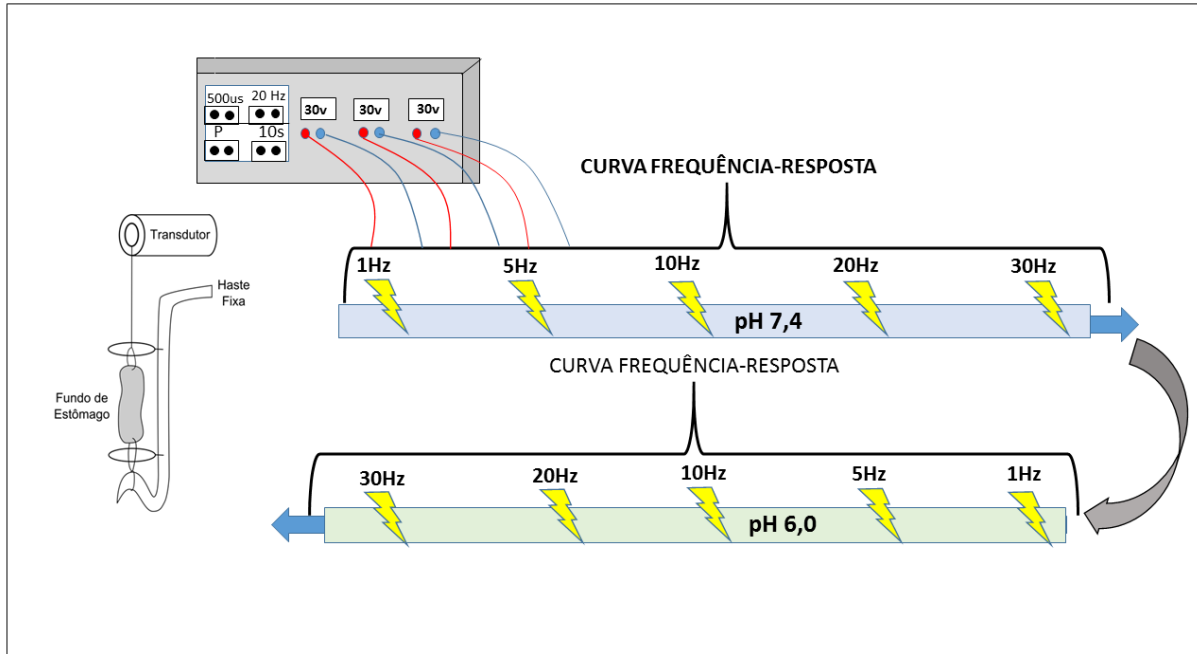 500us 20 Hz
P 10s
30v 30v 30v
CURVA FREQUÊNCIA-RESPOSTA
Transdutor
Haste
Fixa
Fundo de
Estômago
1Hz 5Hz 10Hz 20Hz 30Hz
pH 7,4
CURVA FREQUÊNCIA-RESPOSTA
30Hz 20Hz 10Hz 5Hz 1Hz
pH 6,0